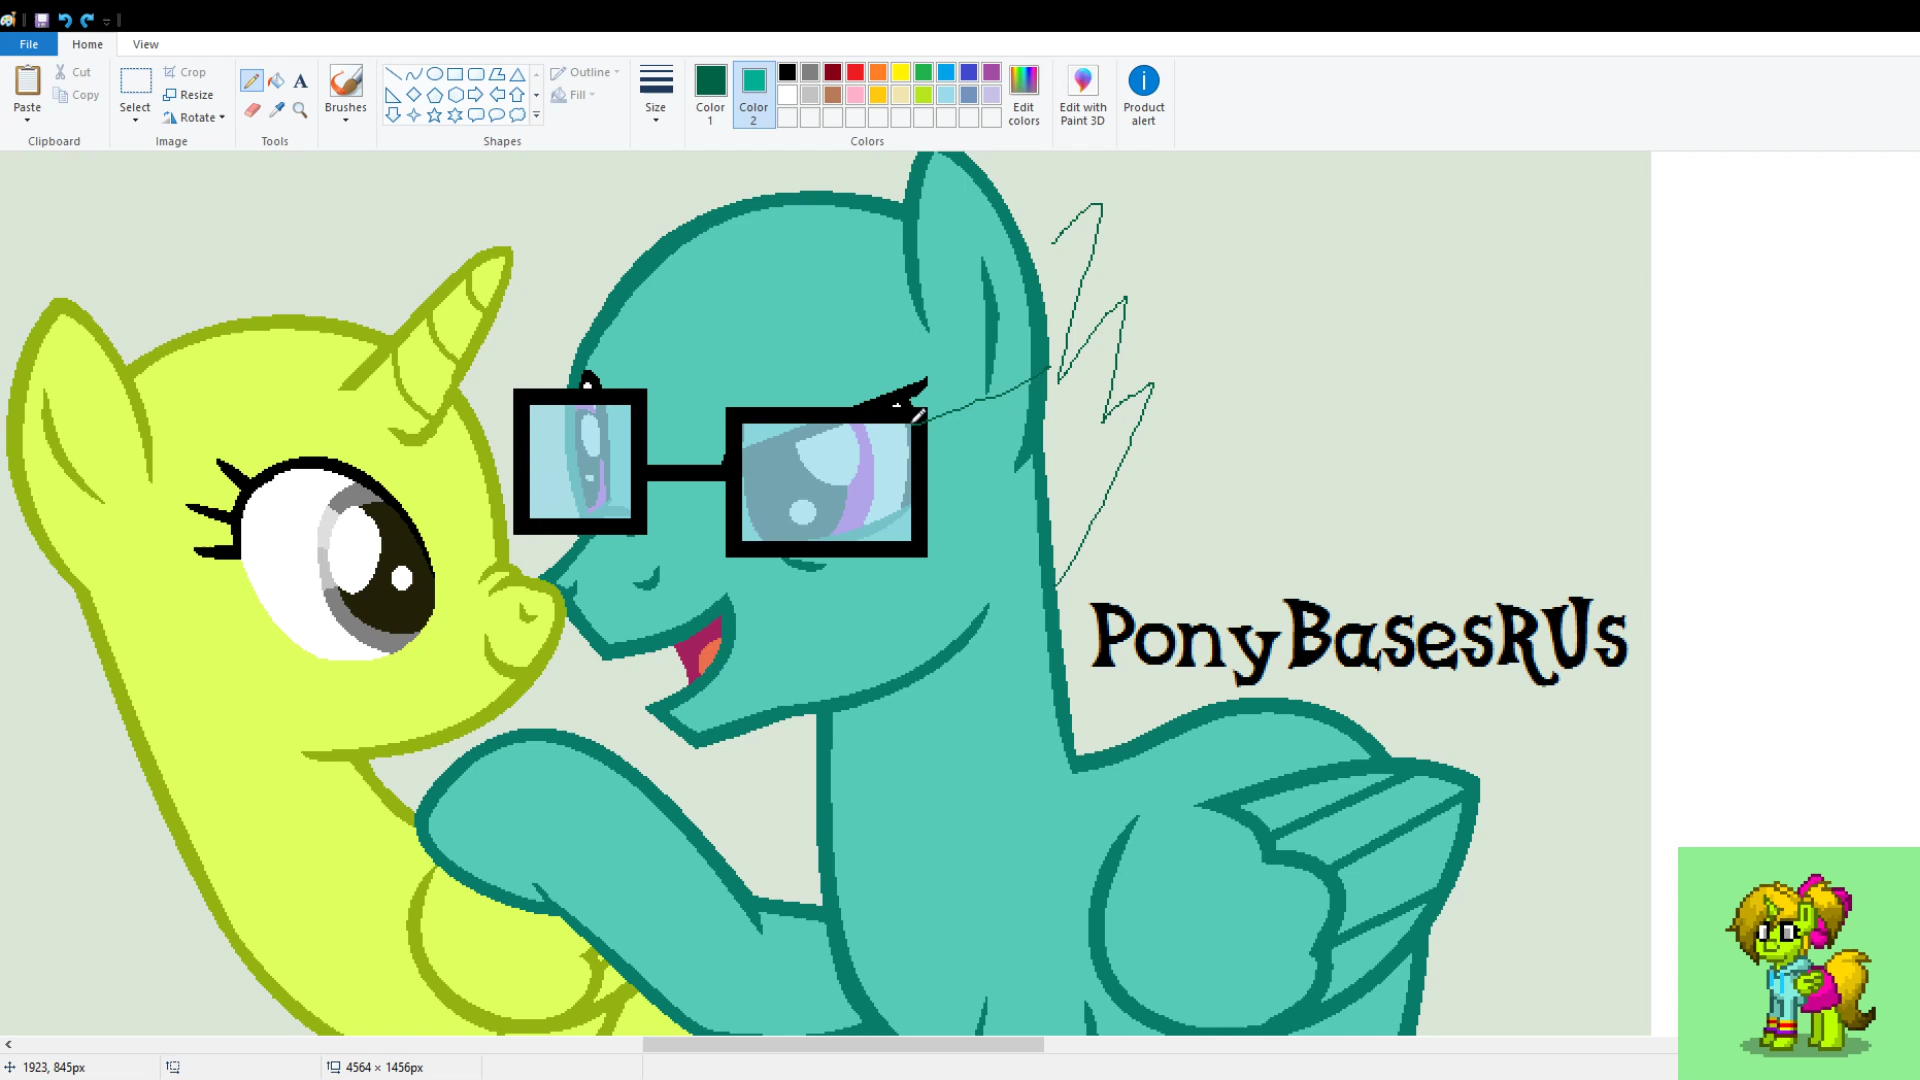 File Home View
Cut Crop Outline
Paste Copy Select Resize Fill Brushes Size Color 1 Color 2 Edit colors Edit with Paint 3D Product alert
Rotate
A
Clipboard Image Tools Shapes Colors
PonyBasesRUs
1923, 845px 4564 × 1456px